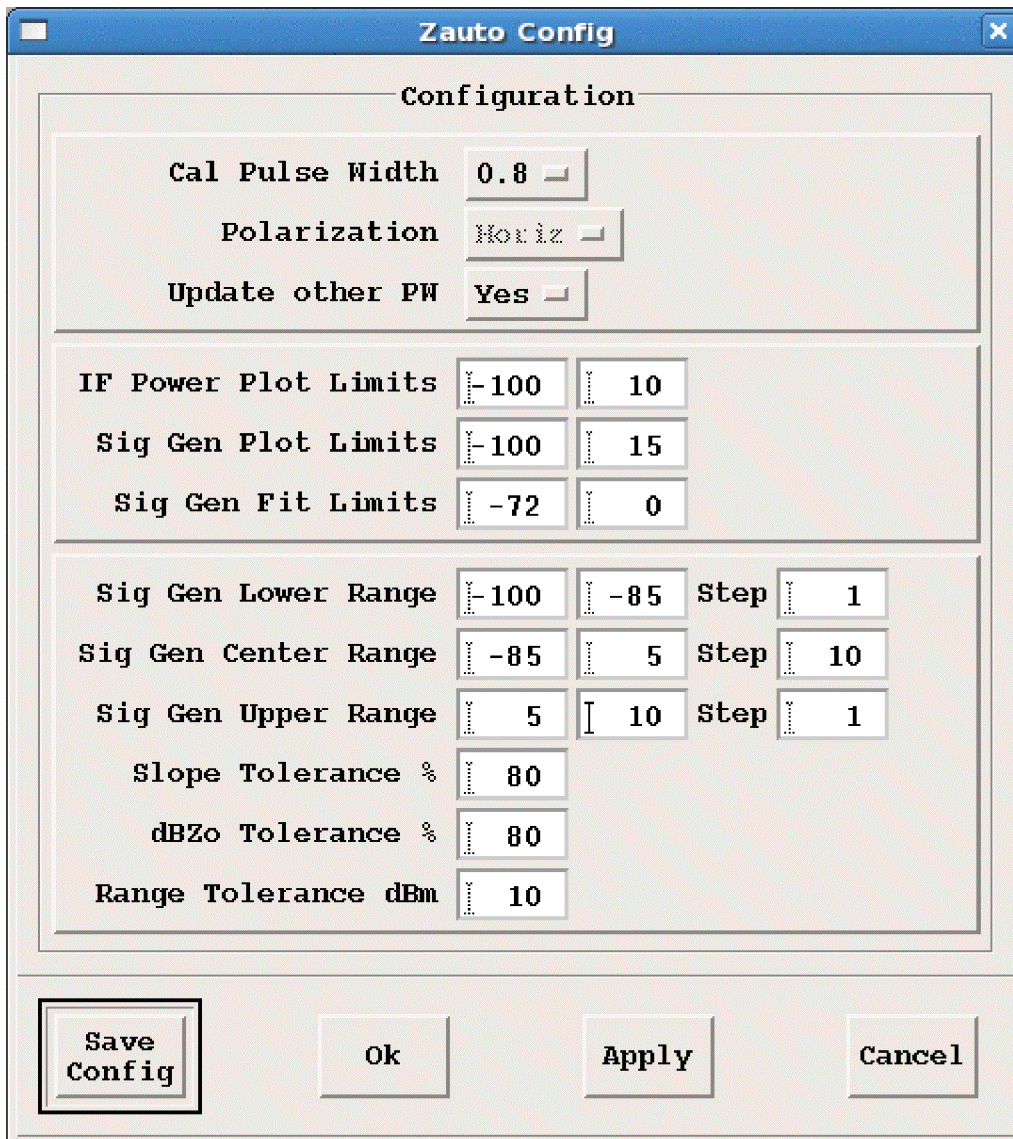 Zauto Config
Configuration
Cal Pulse Width 0.8
Polarization Horiz
Update other PW Yes
IF Power Plot Limits -100 10
Sig Gen Plot Limits -100 15
Sig Gen Fit Limits -72 0
Sig Gen Lower Range -100 -85 Step 1
Sig Gen Center Range -85 5 Step 10
Sig Gen Upper Range 5 10 Step 1
Slope Tolerance % 80
dBZo Tolerance % 80
Range Tolerance dBm 10
Save Config Ok Apply Cancel